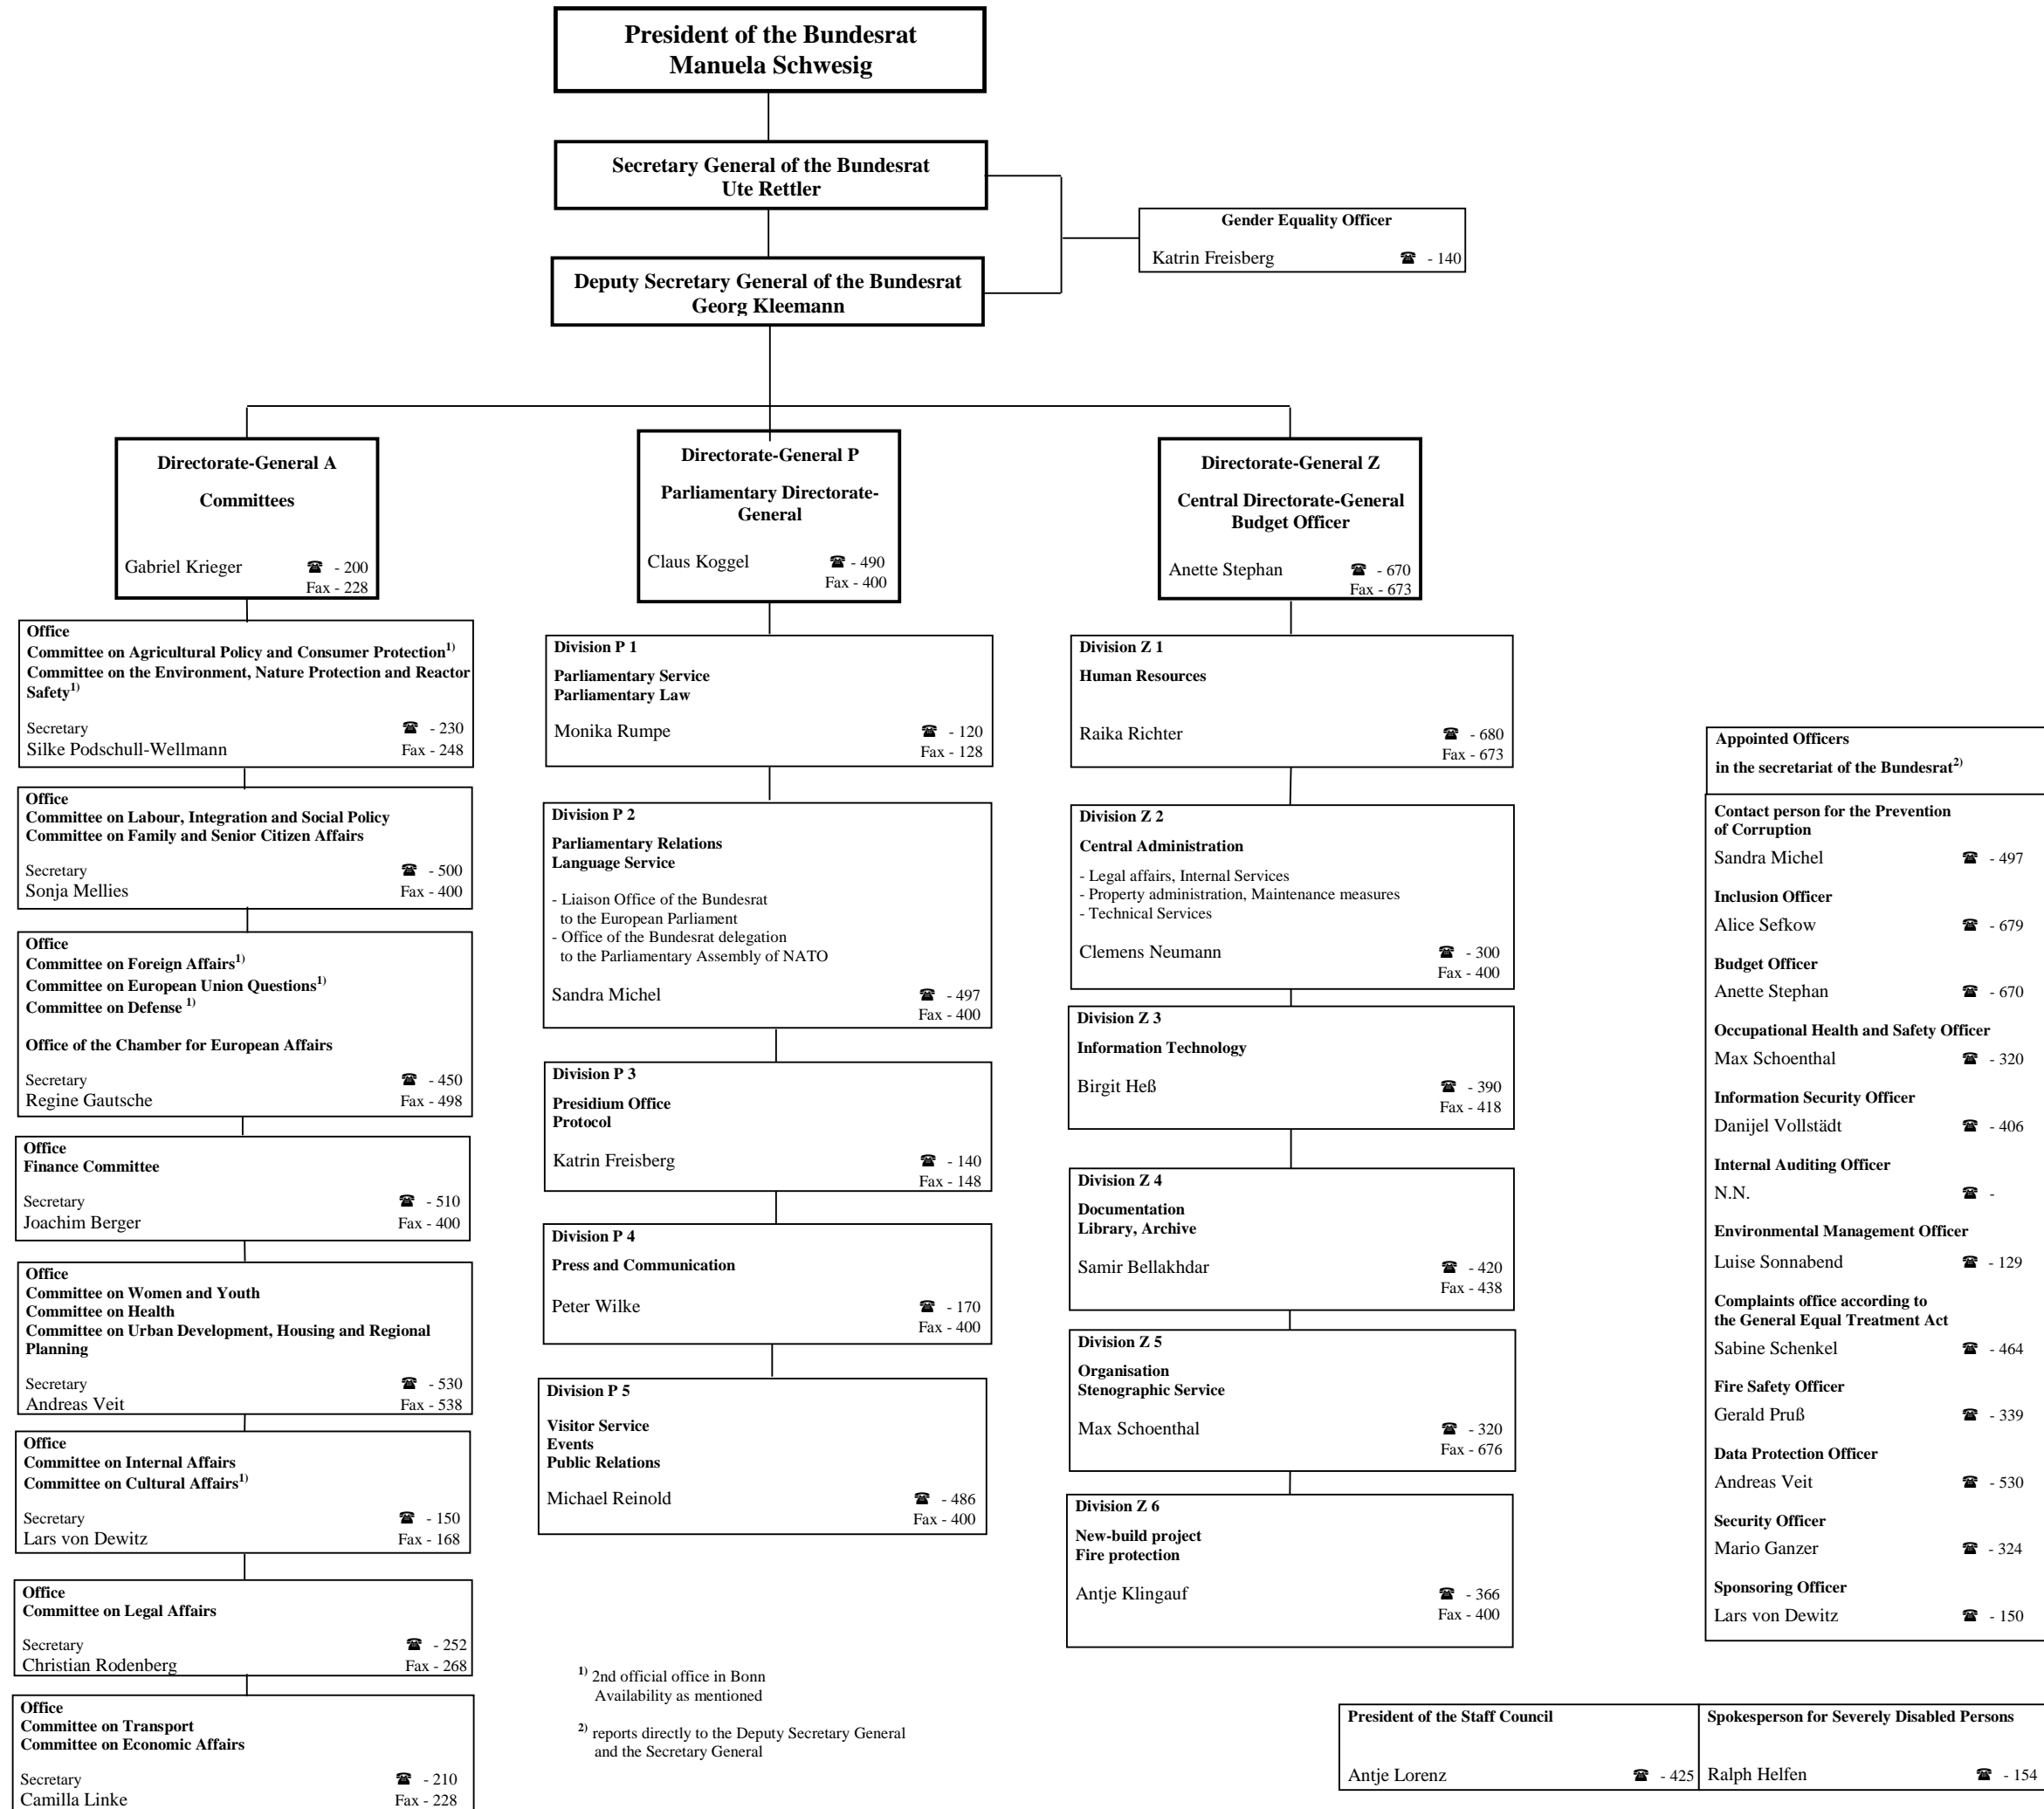 President of the Bundesrat
Manuela Schwesig
Secretary General of the Bundesrat
Ute Rettler
Gender Equality Officer
Katrin Freisberg ☎ - 140
Deputy Secretary General of the Bundesrat
Georg Kleemann
Directorate-General A
Committees
Gabriel Krieger ☎ - 200
Fax - 228
Directorate-General P
Parliamentary Directorate-
General
Claus Koggel ☎ - 490
Fax - 400
Directorate-General Z
Central Directorate-General
Budget Officer
Anette Stephan ☎ - 670
Fax - 673
Office
Committee on Agricultural Policy and Consumer Protection1)
Committee on the Environment, Nature Protection and Reactor
Safety1)
Secretary ☎ - 230
Silke Podschull-Wellmann Fax - 248
Office
Committee on Labour, Integration and Social Policy
Committee on Family and Senior Citizen Affairs
Secretary ☎ - 500
Sonja Mellies Fax - 400
Office
Committee on Foreign Affairs1)
Committee on European Union Questions1)
Committee on Defense 1)
Office of the Chamber for European Affairs
Secretary ☎ - 450
Regine Gautsche Fax - 498
Office
Finance Committee
Secretary ☎ - 510
Joachim Berger Fax - 400
Office
Committee on Women and Youth
Committee on Health
Committee on Urban Development, Housing and Regional
Planning
Secretary ☎ - 530
Andreas Veit Fax - 538
Office
Committee on Internal Affairs
Committee on Cultural Affairs1)
Secretary ☎ - 150
Lars von Dewitz Fax - 168
Office
Committee on Legal Affairs
Secretary ☎ - 252
Christian Rodenberg Fax - 268
Office
Committee on Transport
Committee on Economic Affairs
Secretary ☎ - 210
Camilla Linke Fax - 228
Division P 1
Parliamentary Service
Parliamentary Law
Monika Rumpe ☎ - 120
Fax - 128
Division P 2
Parliamentary Relations
Language Service
- Liaison Office of the Bundesrat
to the European Parliament
- Office of the Bundesrat delegation
to the Parliamentary Assembly of NATO
Sandra Michel ☎ - 497
Fax - 400
Division P 3
Presidium Office
Protocol
Katrin Freisberg ☎ - 140
Fax - 148
Division P 4
Press and Communication
Peter Wilke ☎ - 170
Fax - 400
Division P 5
Visitor Service
Events
Public Relations
Michael Reinold ☎ - 486
Fax - 400
1) 2nd official office in Bonn
Availability as mentioned
2) reports directly to the Deputy Secretary General
and the Secretary General
Division Z 1
Human Resources
Raika Richter ☎ - 680
Fax - 673
Division Z 2
Central Administration
- Legal affairs, Internal Services
- Property administration, Maintenance measures
- Technical Services
Clemens Neumann ☎ - 300
Fax - 400
Division Z 3
Information Technology
Birgit Heß ☎ - 390
Fax - 418
Division Z 4
Documentation
Library, Archive
Samir Bellakhdar ☎ - 420
Fax - 438
Division Z 5
Organisation
Stenographic Service
Max Schoenthal ☎ - 320
Fax - 676
Division Z 6
New-build project
Fire protection
Antje Klingauf ☎ - 366
Fax - 400
Appointed Officers
in the secretariat of the Bundesrat2)
Contact person for the Prevention
of Corruption
Sandra Michel ☎ - 497
Inclusion Officer
Alice Sefkow ☎ - 679
Budget Officer
Anette Stephan ☎ - 670
Occupational Health and Safety Officer
Max Schoenthal ☎ - 320
Information Security Officer
Danijel Vollstädt ☎ - 406
Internal Auditing Officer
N.N. ☎ -
Environmental Management Officer
Luise Sonnabend ☎ - 129
Complaints office according to
the General Equal Treatment Act
Sabine Schenkel ☎ - 464
Fire Safety Officer
Gerald Pruß ☎ - 339
Data Protection Officer
Andreas Veit ☎ - 530
Security Officer
Mario Ganzer ☎ - 324
Sponsoring Officer
Lars von Dewitz ☎ - 150
President of the Staff Council
Antje Lorenz ☎ - 425
Spokesperson for Severely Disabled Persons
Ralph Helfen ☎ - 154